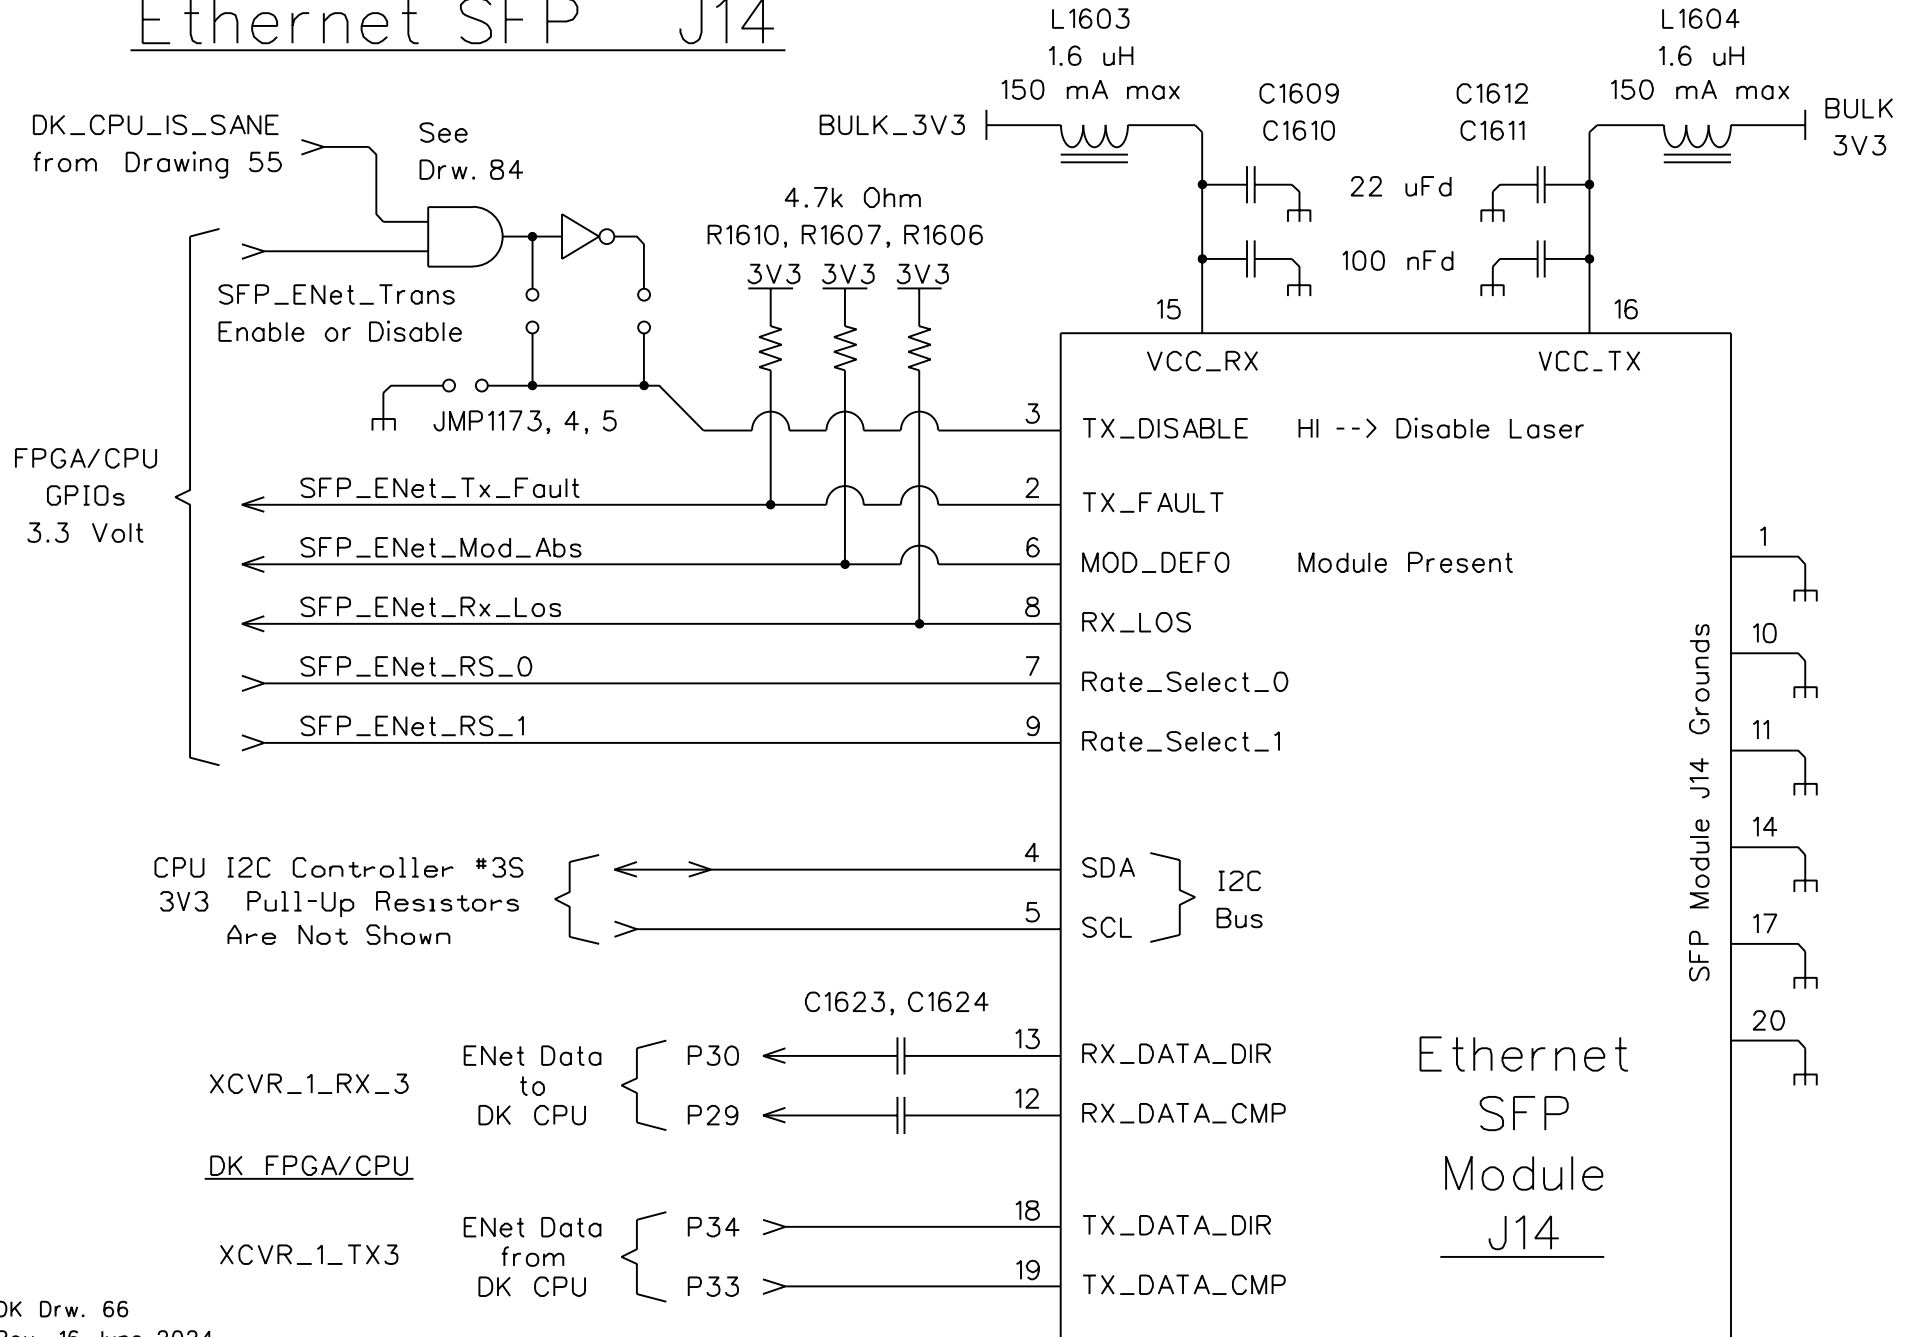 Ethernet SFP J14
L1603
1.6 uH
150 mA max
L1604
1.6 uH
150 mA max
C1609
C1610
C1612
C1611
BULK_3V3
BULK
3V3
DK_CPU_IS_SANE
from Drawing 55
See
Drw. 84
4.7k Ohm
R1610, R1607, R1606
3V3 3V3 3V3
22 uFd
100 nFd
SFP_ENet_Trans
Enable or Disable
15
16
VCC_RX
VCC_TX
JMP1173, 4, 5
3
TX_DISABLE HI --> Disable Laser
FPGA/CPU
GPIOs
3.3 Volt
SFP_ENet_Tx_Fault
2
TX_FAULT
SFP_ENet_Mod_Abs
6
MOD_DEF0 Module Present
SFP_ENet_Rx_Los
8
RX_LOS
SFP_ENet_RS_0
7
Rate_Select_0
SFP_ENet_RS_1
9
Rate_Select_1
1
10
11
14
17
20
SFP Module J14 Grounds
CPU I2C Controller #3S
3V3 Pull-Up Resistors
Are Not Shown
4
SDA
5
SCL
I2C
Bus
C1623, C1624
XCVR_1_RX_3
ENet Data
to
DK CPU
P30
13
RX_DATA_DIR
P29
12
RX_DATA_CMP
DK FPGA/CPU
XCVR_1_TX3
ENet Data
from
DK CPU
P34
18
TX_DATA_DIR
P33
19
TX_DATA_CMP
Ethernet
SFP
Module
J14
DK Drw. 66
Rev. 16 June 2024